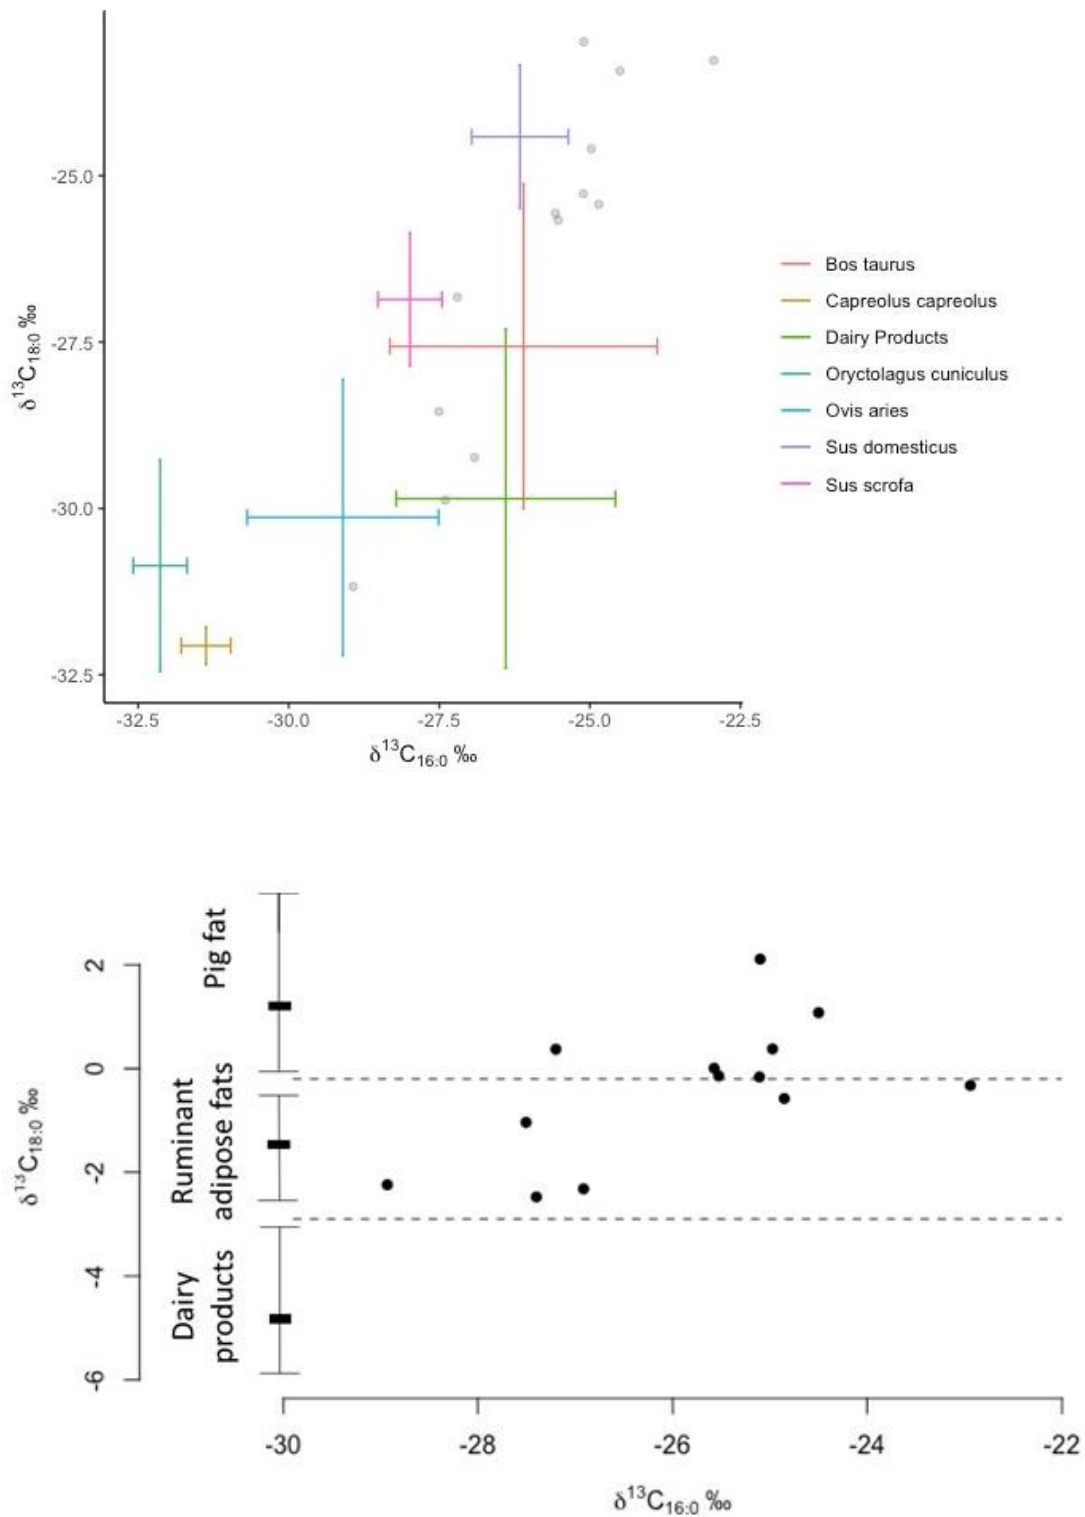 -25.0
-27.5
-30.0
-32.5
δ¹³C₁₈:₀ ‰
-32.5 -30.0 -27.5 -25.0 -22.5
δ¹³C₁₆:₀ ‰
Bos taurus
Capreolus capreolus
Dairy Products
Oryctolagus cuniculus
Ovis aries
Sus domesticus
Sus scrofa
2
0
-2
-4
-6
δ¹³C₁₈:₀ ‰
Pig fat
Ruminant
adipose fats
Dairy
products
-30 -28 -26 -24 -22
δ¹³C₁₆:₀ ‰